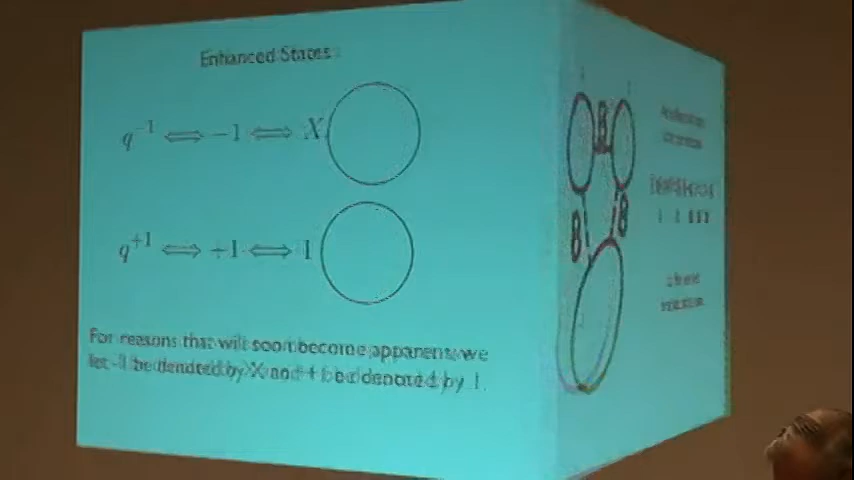 Enhanced States
q⁻¹ ⟺ -1 ⟺ X
q⁺¹ ⟺ +1 ⟺ 1
For reasons that will soon become apparent, we
let -1 be denoted by X and +1 be denoted by 1.
B
B B